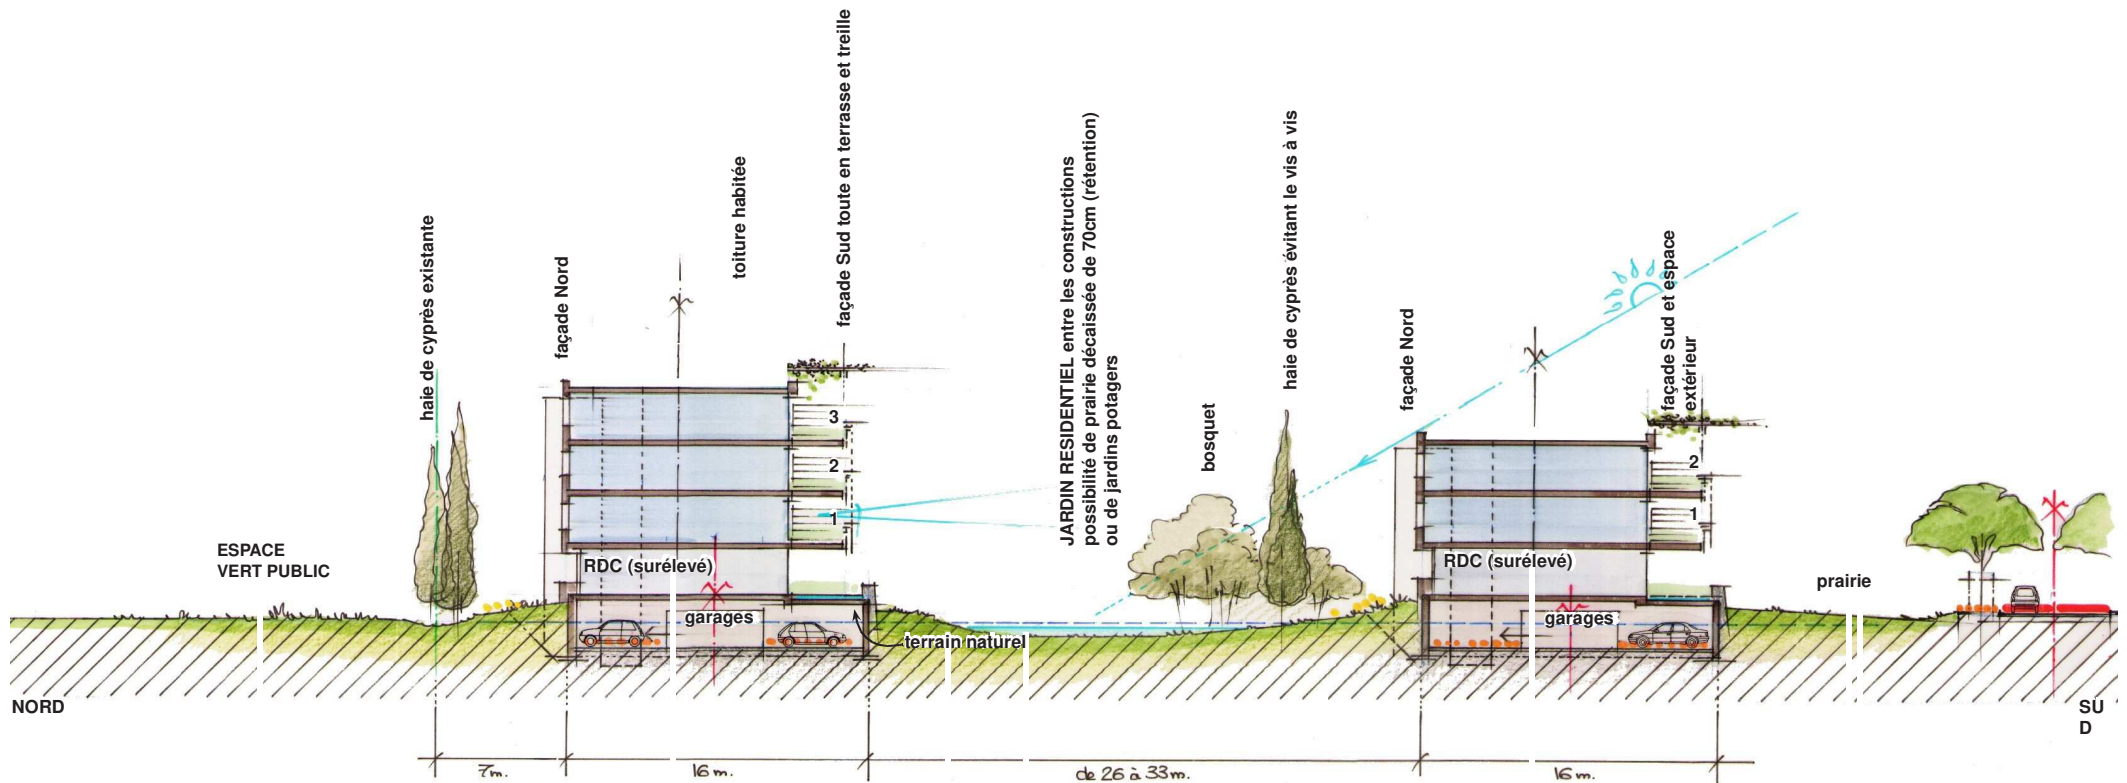 haie de cyprès existante
façade Nord
toiture habitée
façade Sud toute en terrasse et treille
JARDIN RESIDENTIEL entre les constructions
possibilité de prairie décaissée de 70cm (rétention)
ou de jardins potagers
bosquet
haie de cyprès évitant le vis à vis
façade Nord
façade Sud et espace
extérieur
3
2
1
2
1
ESPACE
VERT PUBLIC
RDC (surélevé)
garages
terrain naturel
RDC (surélevé)
garages
prairie
NORD
SU
D
7m.
16m.
de 26 à 33m.
16m.